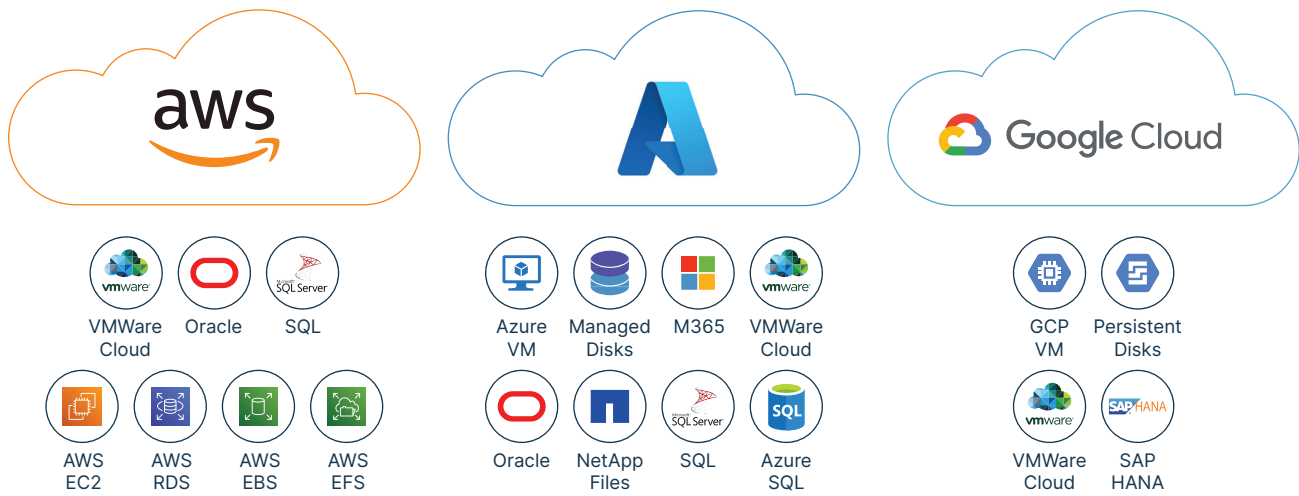 aws
Google Cloud
vmware
Microsoft
SQL Server
VMWare
Cloud
Oracle
SQL
AWS
EC2
AWS
RDS
AWS
EBS
AWS
EFS
vmware
Azure
VM
Managed
Disks
M365
VMWare
Cloud
Microsoft
SQL Server
SQL
Oracle
NetApp
Files
SQL
Azure
SQL
GCP
VM
Persistent
Disks
vmware
SAP HANA
VMWare
Cloud
SAP
HANA